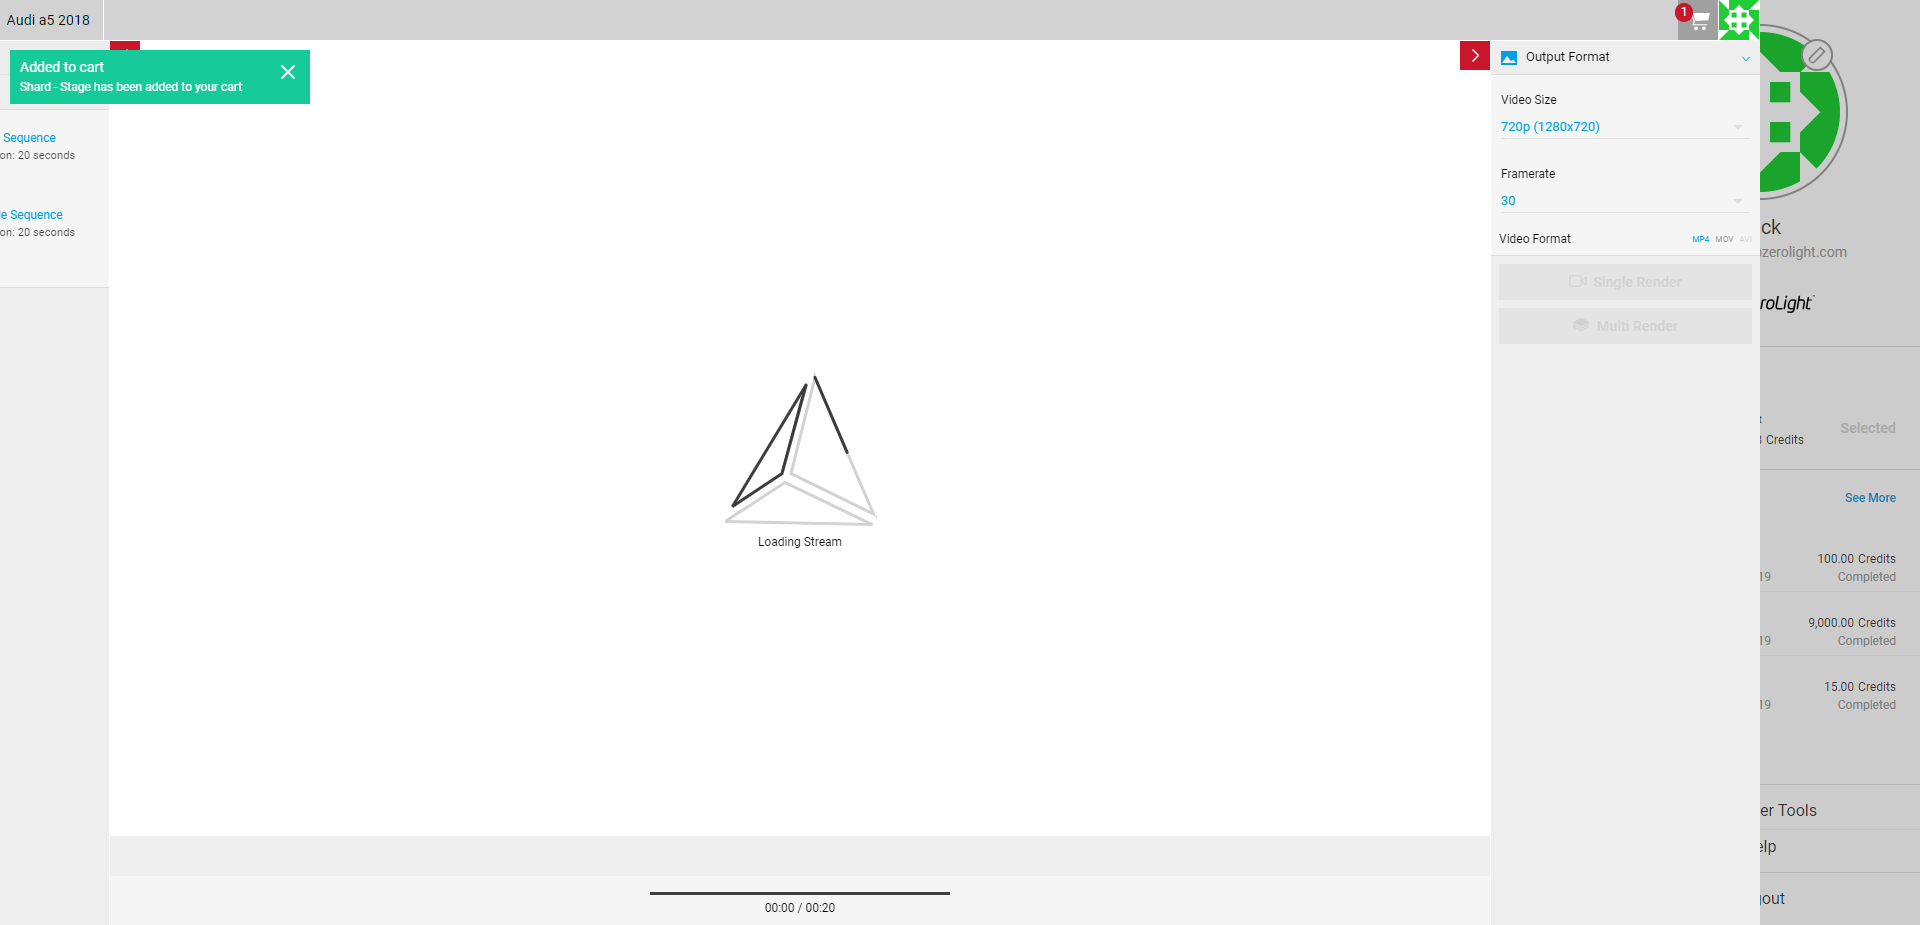 Audi a5 2018
1
Added to cart
Shard - Stage has been added to your cart
Sequence
on: 20 seconds
e Sequence
on: 20 seconds
Loading Stream
00:00 / 00:20
Output Format
Video Size
720p (1280x720)
Framerate
30
Video Format
MP4 MOV AVI
Single Render
Multi Render
ck
zerolight.com
roLight
Credits
Selected
See More
100.00 Credits
19
Completed
9,000.00 Credits
19
Completed
15.00 Credits
19
Completed
er Tools
elp
out